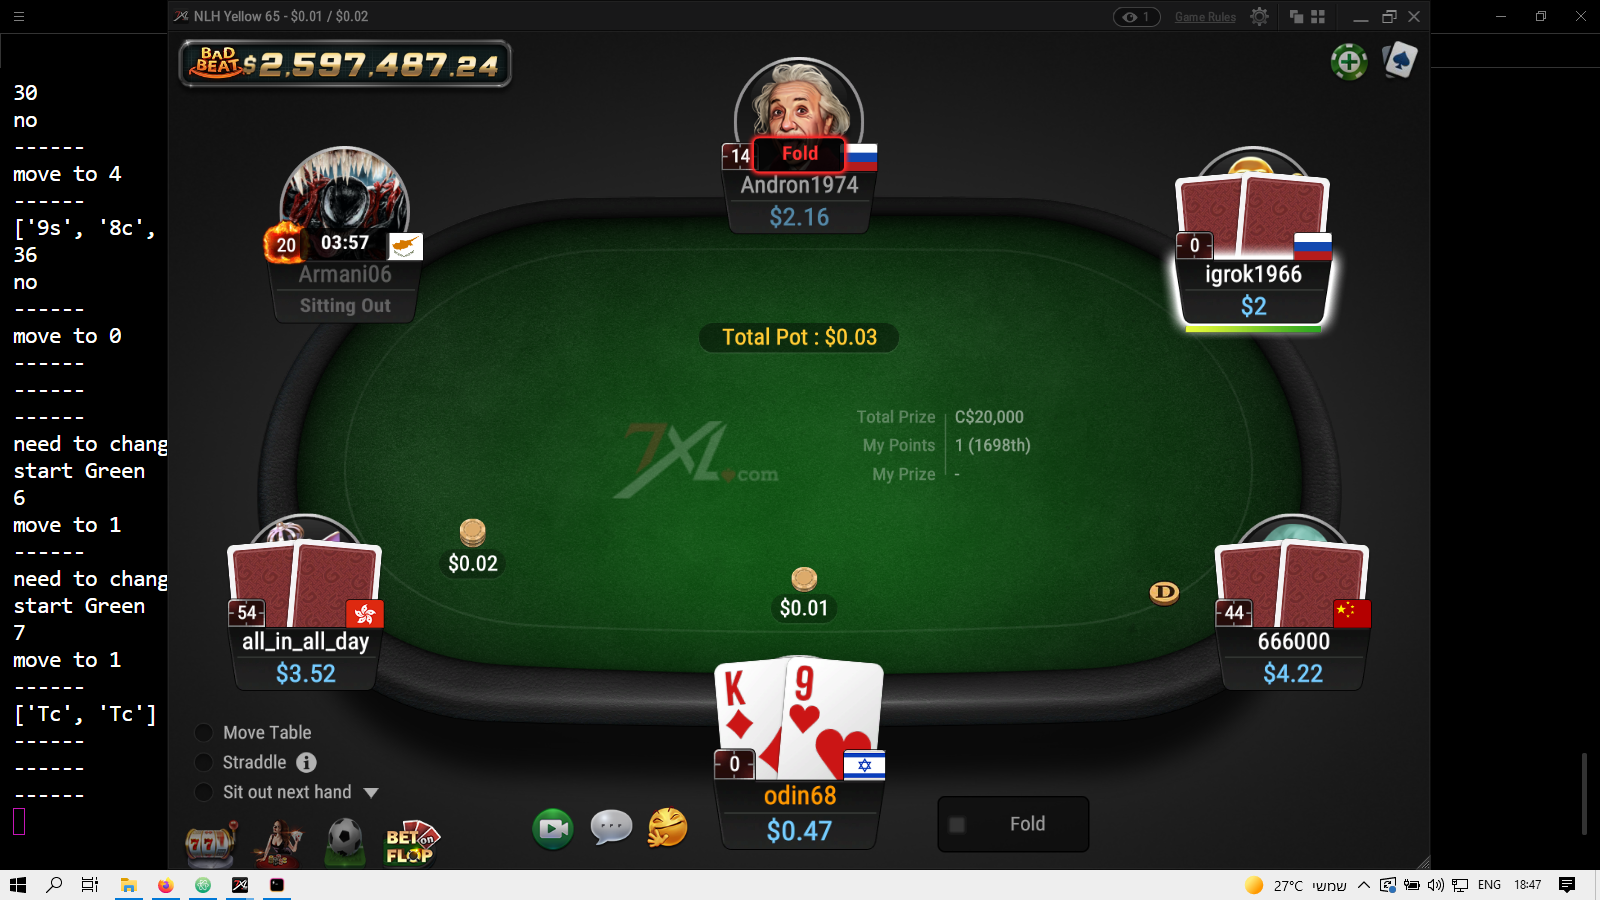 NLH Yellow 65 - $0.01 / $0.02
1
Game Rules
BAD BEAT $2,597,487.24
30
no
------
move to 4
------
['9s', '8c',
36
no
------
move to 0
------
------
------
need to chang
start Green
6
move to 1
------
need to chang
start Green
7
move to 1
------
['Tc', 'Tc']
------
------
------
14
Fold
Andron1974
$2.16
20
03:57
Armani06
Sitting Out
0
igrok1966
$2
Total Pot : $0.03
Total Prize C$20,000
My Points 1 (1698th)
My Prize -
7XL.com
$0.02
$0.01
D
54
all_in_all_day
$3.52
44
666000
$4.22
K
9
0
odin68
$0.47
Move Table
Straddle i
Sit out next hand
777
BET on FLOP
Fold
27°C שמשי
ENG
18:47